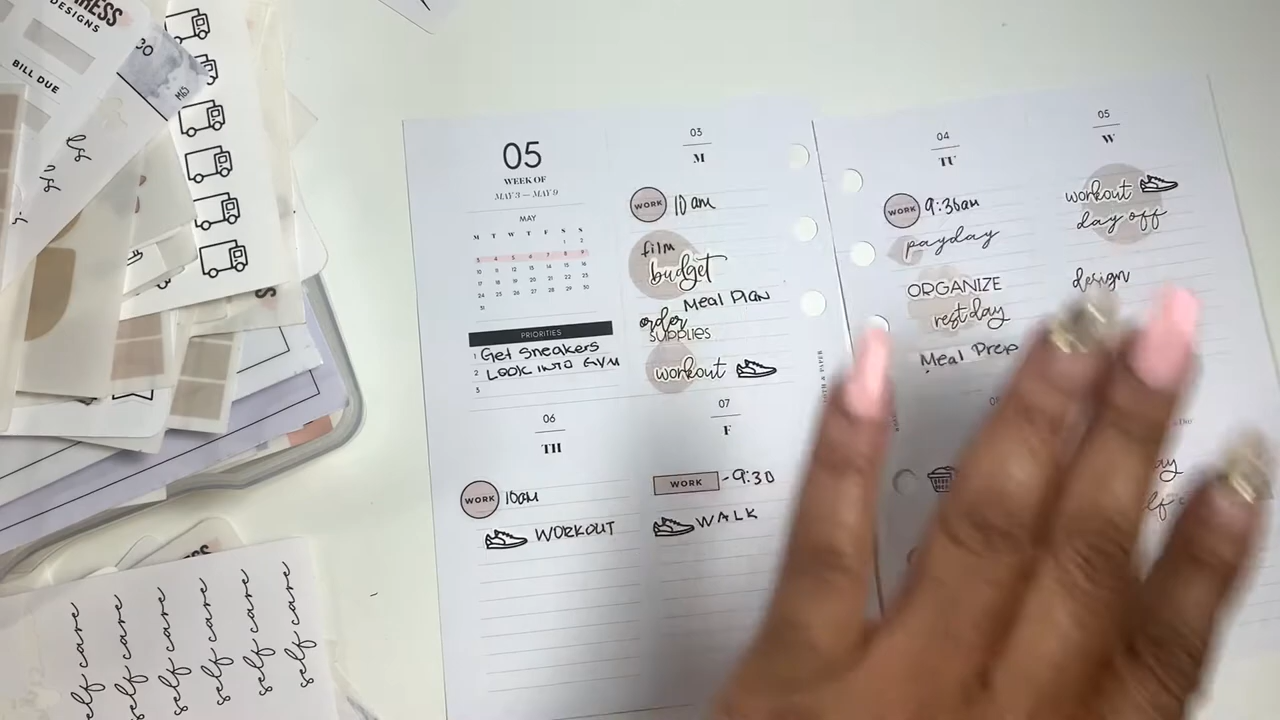 DESIGNS
BILL DUE
M15
self care
self care
self care
self care
self care
self care
05
WEEK OF
MAY 3 — MAY 9
MAY
M T W T F S S
1 2
3 4 5 6 7 8 9
10 11 12 13 14 15 16
17 18 19 20 21 22 23
24 25 26 27 28 29 30
31
PRIORITIES
1 Get Sneakers
2 LOOK INTO GYM
3
03
M
WORK 10am
film
budget
Meal Plan
order
SUPPLIES
workout
04
TU
WORK 9:30am
payday
ORGANIZE
rest day
Meal Prep
05
W
workout
day off
design
06
TH
WORK 10am
WORKOUT
07
F
WORK -9:30
WALK